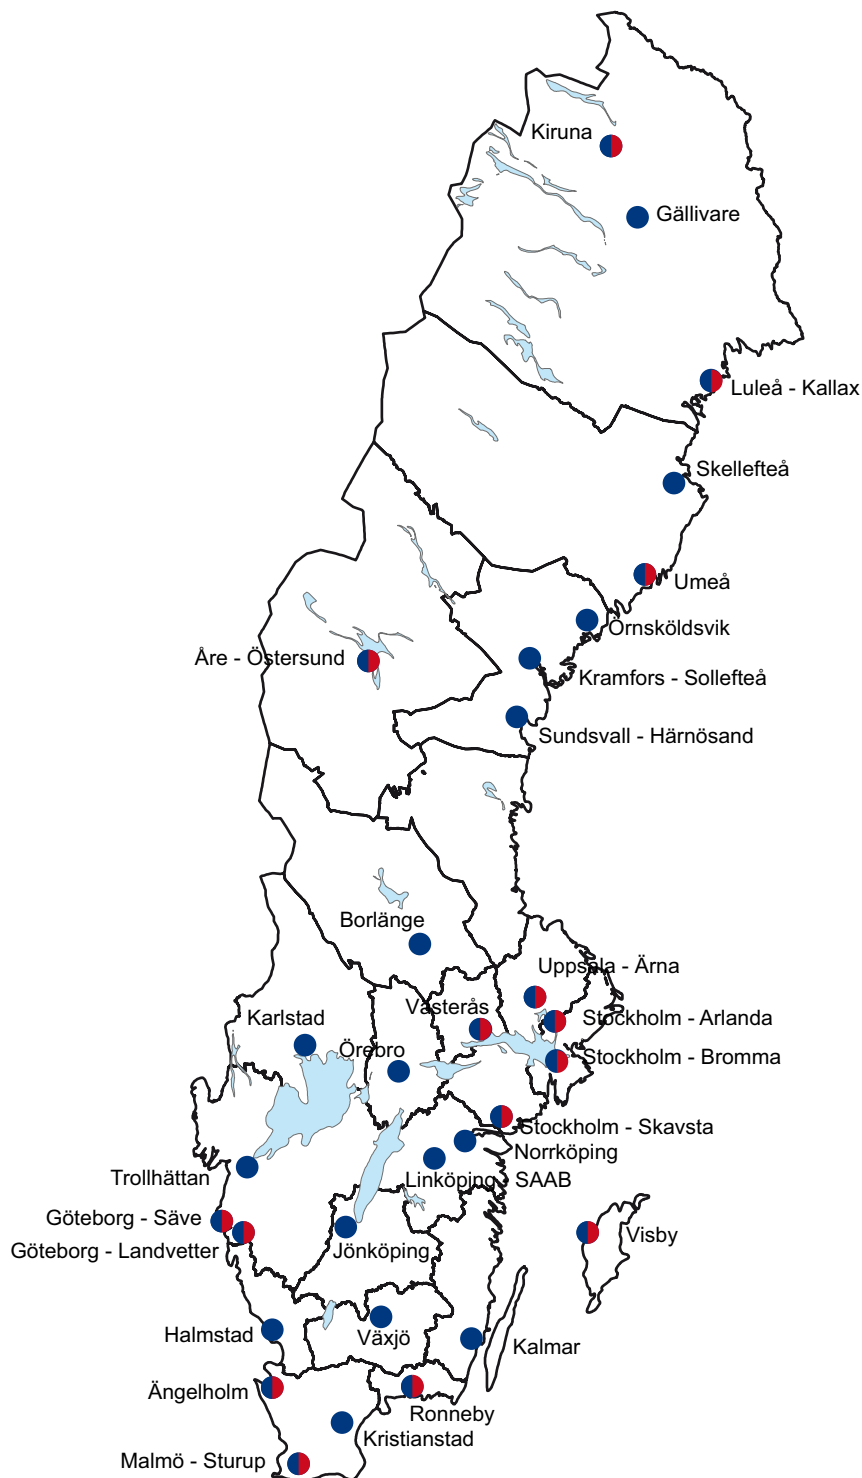 Kiruna
Gällivare
Luleå - Kallax
Skellefteå
Umeå
Örnsköldsvik
Åre - Östersund
Kramfors - Sollefteå
Sundsvall - Härnösand
Borlänge
Uppsala - Ärna
Västerås
Karlstad
Stockholm - Arlanda
Örebro
Stockholm - Bromma
Stockholm - Skavsta
Norrköping
Trollhättan
Linköping - SAAB
Göteborg - Säve
Visby
Göteborg - Landvetter
Jönköping
Halmstad
Växjö
Kalmar
Ängelholm
Ronneby
Kristianstad
Malmö - Sturup